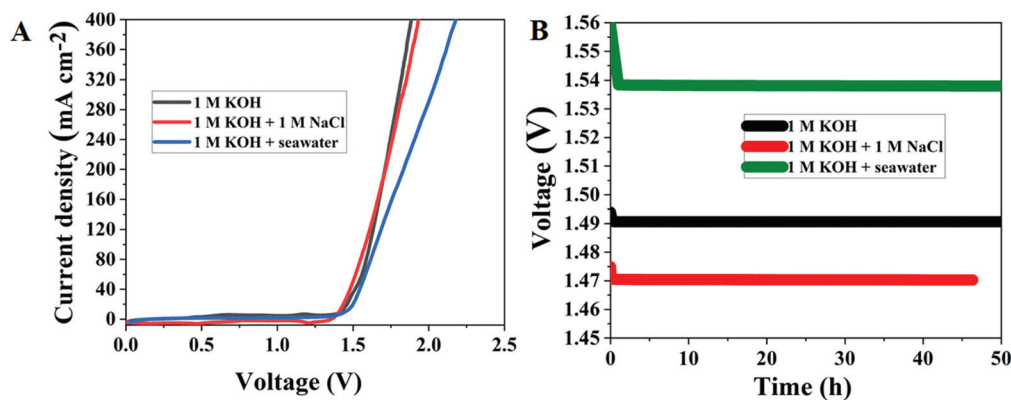 A
Current density (mA cm-2)
400
360
320
280
240
200
160
120
80
40
0
1 M KOH
1 M KOH + 1 M NaCl
1 M KOH + seawater
0.0 0.5 1.0 1.5 2.0 2.5
Voltage (V)
B
Voltage (V)
1.56
1.55
1.54
1.53
1.52
1.51
1.50
1.49
1.48
1.47
1.46
1.45
1 M KOH
1 M KOH + 1 M NaCl
1 M KOH + seawater
0 10 20 30 40 50
Time (h)